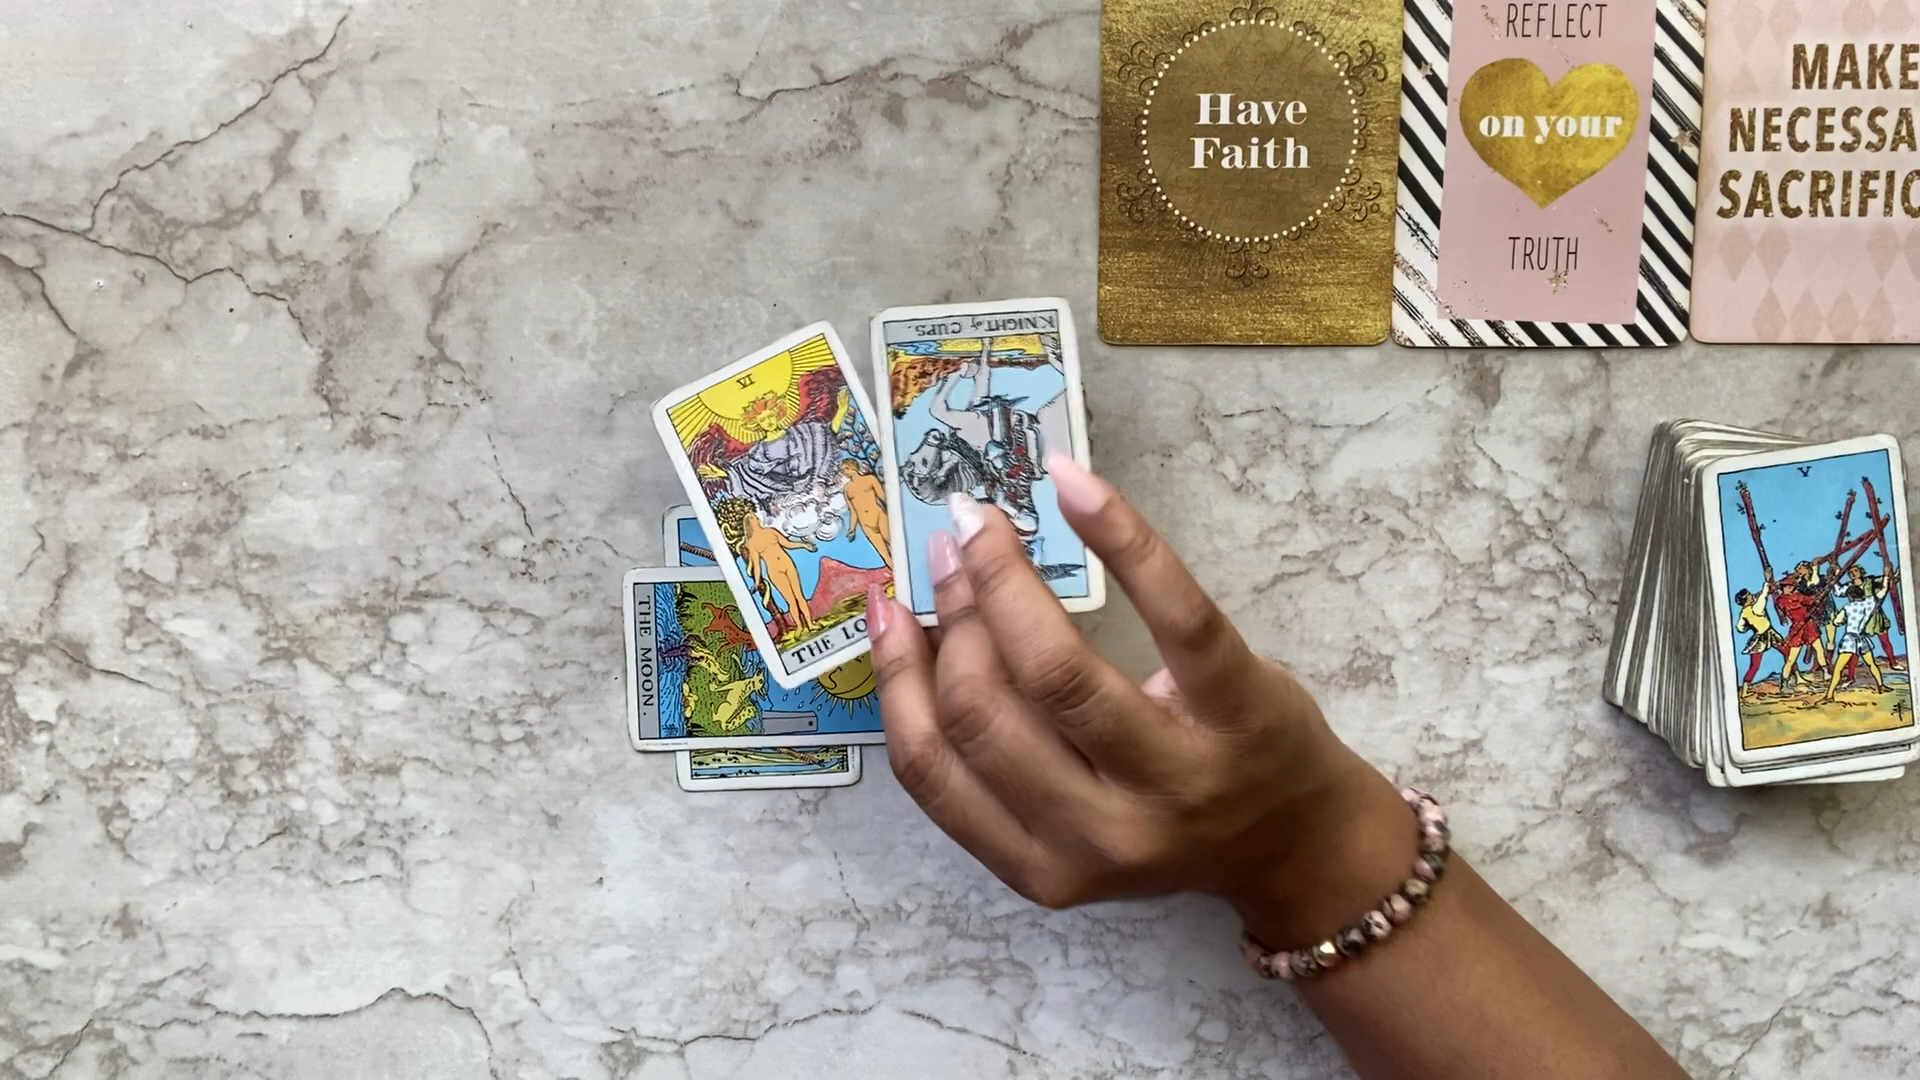 Have
Faith
REFLECT
on your
TRUTH
MAKE
NECESSA
SACRIFIC
KNIGHT of CUPS.
VI
THE LO
THE MOON.
V